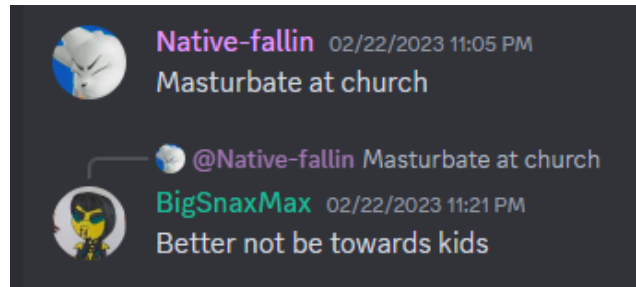 Native-fallin 02/22/2023 11:05 PM
Masturbate at church
@Native-fallin Masturbate at church
BigSnaxMax 02/22/2023 11:21 PM
Better not be towards kids